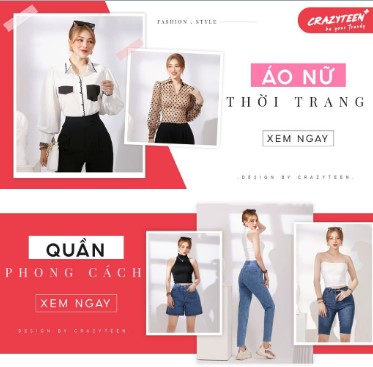 FASHION . STYLE
CRAZYTEEN
be your Trendy
ÁO NỮ
THỜI TRANG
XEM NGAY
.DESIGN BY CRAZYTEEN.
QUẦN
PHONG CÁCH
XEM NGAY
DESIGN BY CRAZYTEEN